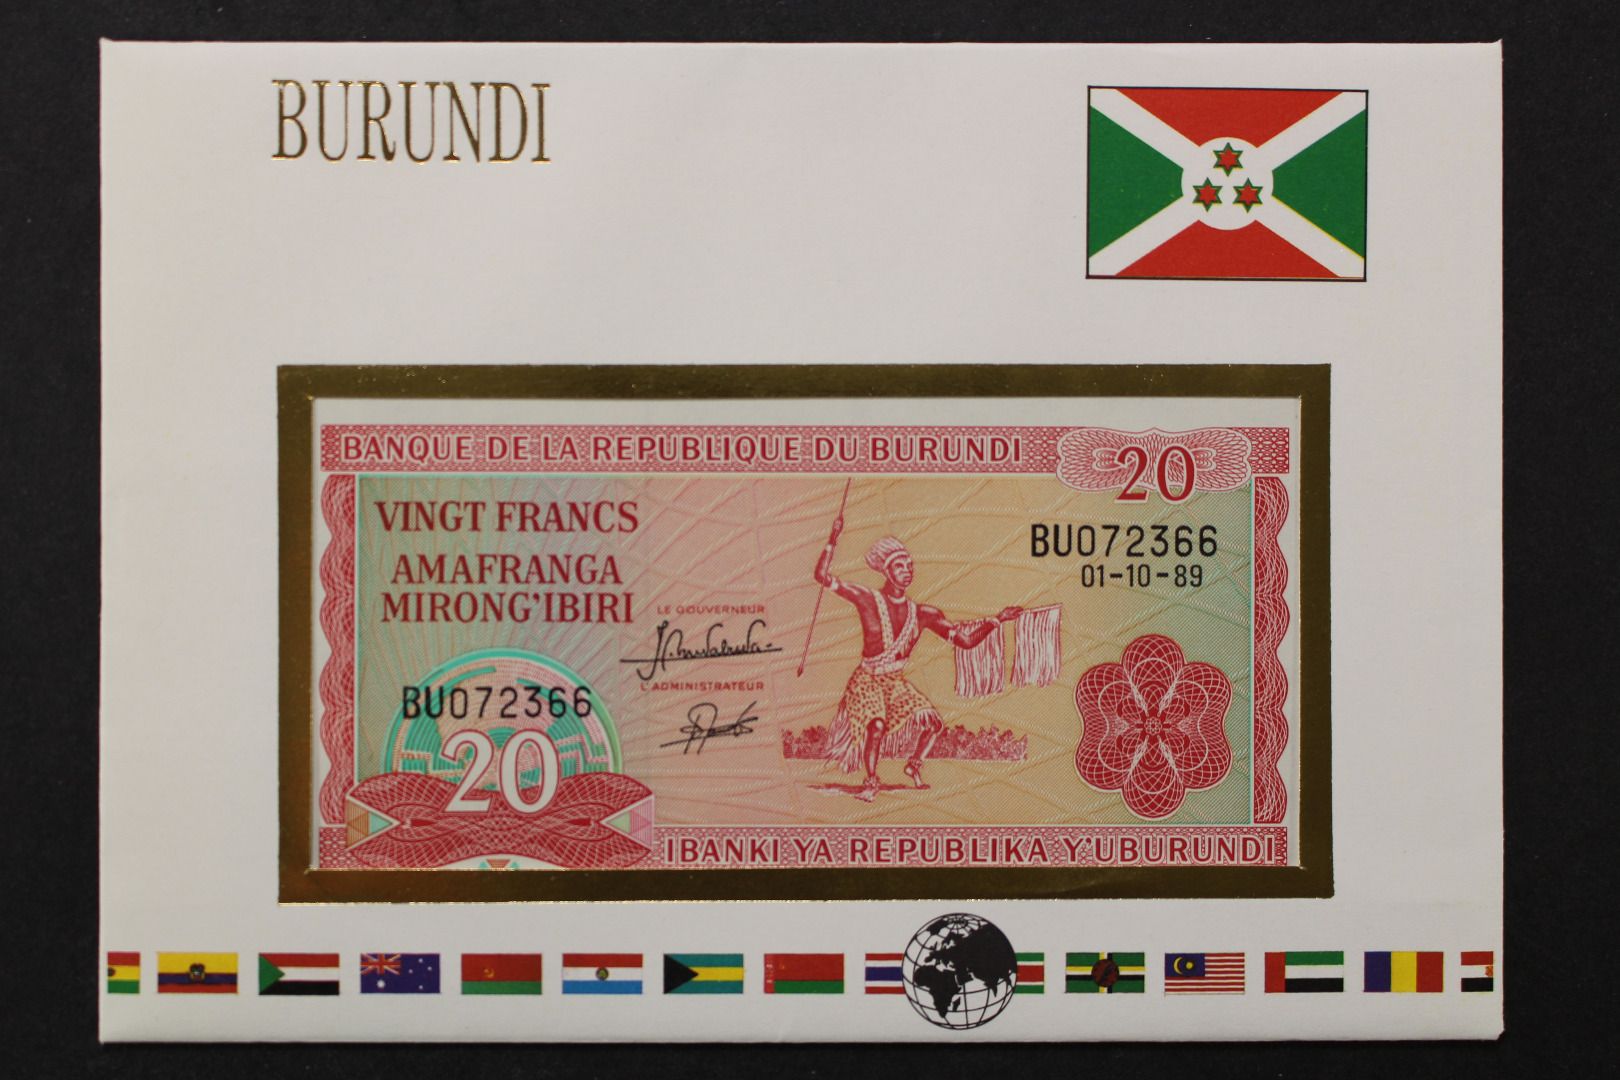 BURUNDI
BANQUE DE LA REPUBLIQUE DU BURUNDI
20
VINGT FRANCS
AMAFRANGA
MIRONG'IBIRI
BU072366
01-10-89
LE GOUVERNEUR
L'ADMINISTRATEUR
BU072366
20
IBANKI YA REPUBLIKA Y'UBURUNDI